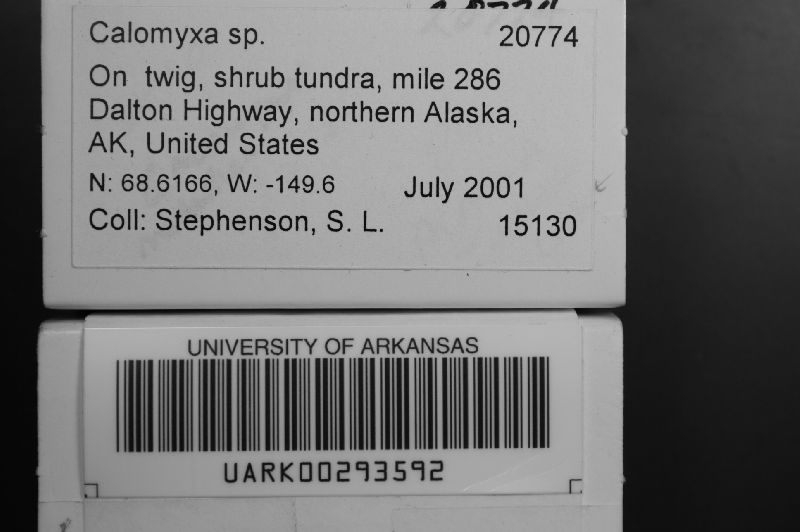 Calomyxa sp. 20774
On twig, shrub tundra, mile 286
Dalton Highway, northern Alaska,
AK, United States
N: 68.6166, W: -149.6 July 2001
Coll: Stephenson, S. L. 15130
UNIVERSITY OF ARKANSAS
UARK00293592